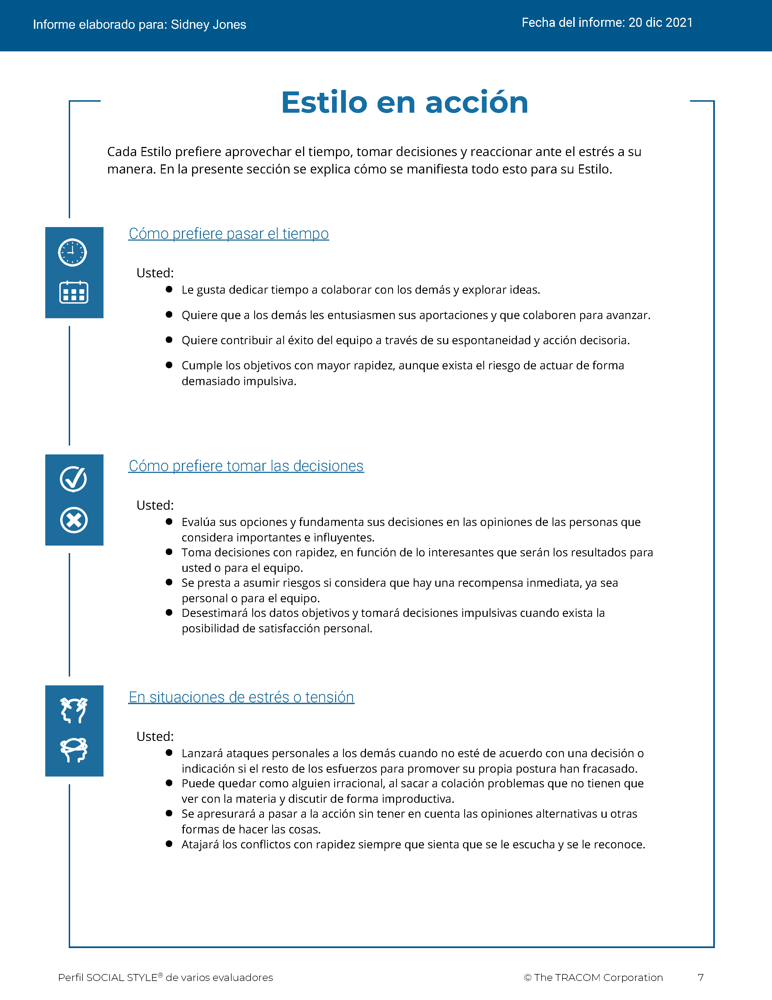 Informe elaborado para: Sidney Jones
Fecha del informe: 20 dic 2021
Estilo en acción
Cada Estilo prefiere aprovechar el tiempo, tomar decisiones y reaccionar ante el estrés a su
manera. En la presente sección se explica cómo se manifiesta todo esto para su Estilo.
Cómo prefiere pasar el tiempo
Usted:
● Le gusta dedicar tiempo a colaborar con los demás y explorar ideas.
● Quiere que a los demás les entusiasmen sus aportaciones y que colaboren para avanzar.
● Quiere contribuir al éxito del equipo a través de su espontaneidad y acción decisoria.
● Cumple los objetivos con mayor rapidez, aunque exista el riesgo de actuar de forma
demasiado impulsiva.
Cómo prefiere tomar las decisiones
Usted:
● Evalúa sus opciones y fundamenta sus decisiones en las opiniones de las personas que
considera importantes e influyentes.
● Toma decisiones con rapidez, en función de lo interesantes que serán los resultados para
usted o para el equipo.
● Se presta a asumir riesgos si considera que hay una recompensa inmediata, ya sea
personal o para el equipo.
● Desestimará los datos objetivos y tomará decisiones impulsivas cuando exista la
posibilidad de satisfacción personal.
En situaciones de estrés o tensión
Usted:
● Lanzará ataques personales a los demás cuando no esté de acuerdo con una decisión o
indicación si el resto de los esfuerzos para promover su propia postura han fracasado.
● Puede quedar como alguien irracional, al sacar a colación problemas que no tienen que
ver con la materia y discutir de forma improductiva.
● Se apresurará a pasar a la acción sin tener en cuenta las opiniones alternativas u otras
formas de hacer las cosas.
● Atajará los conflictos con rapidez siempre que sienta que se le escucha y se le reconoce.
Perfil SOCIAL STYLE® de varios evaluadores
© The TRACOM Corporation
7